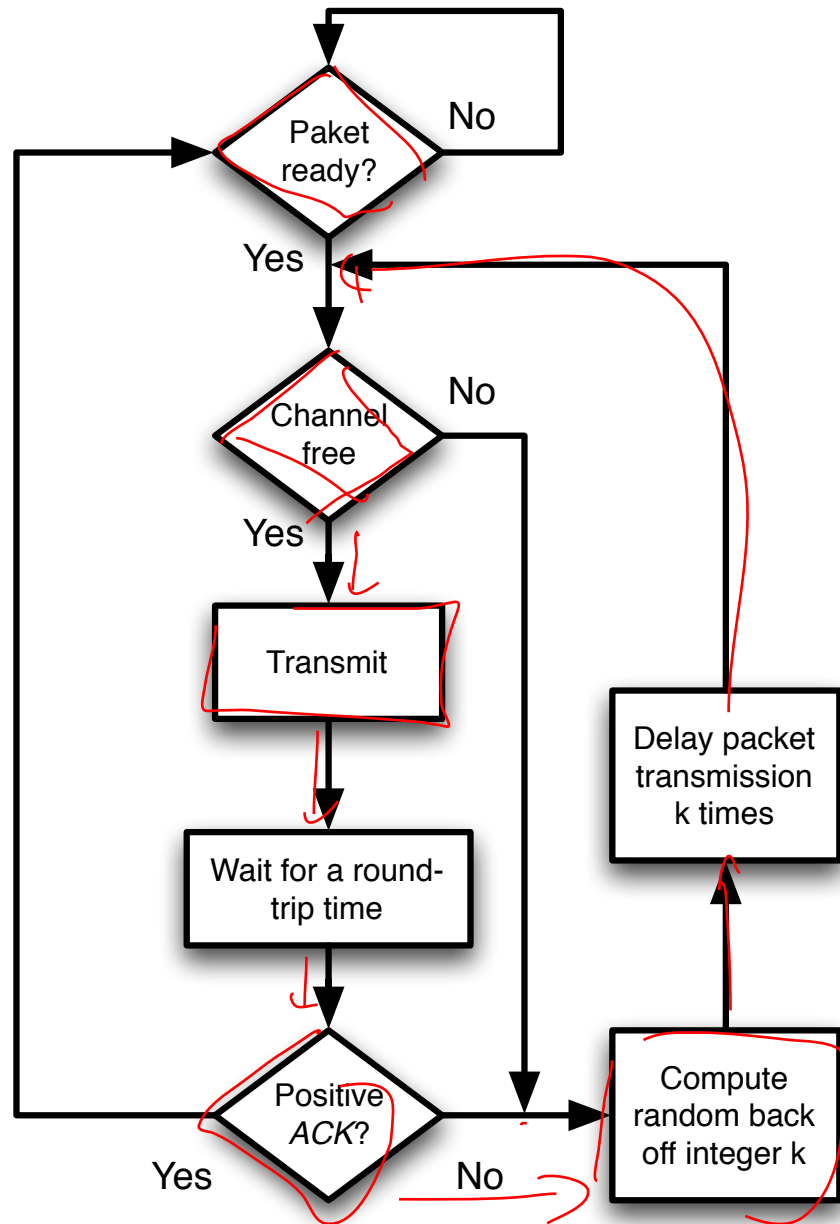 Paket
ready?
No
Yes
Channel
free
No
Yes
Transmit
Wait for a round-
trip time
Positive
ACK?
Yes
No
Delay packet
transmission
k times
Compute
random back
off integer k